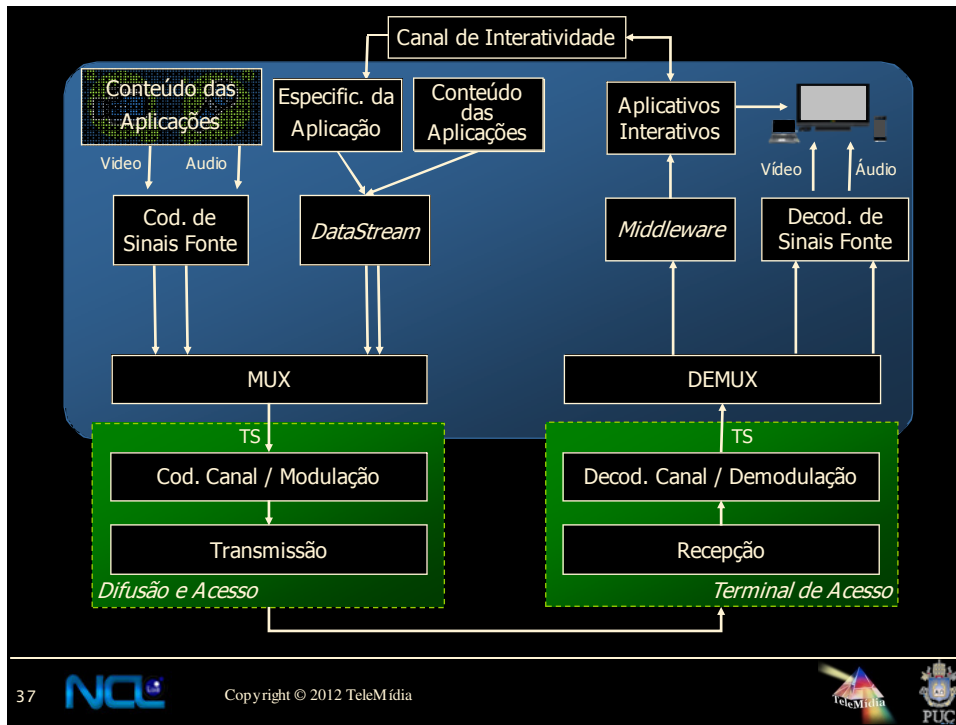 Canal de Interatividade
Conteúdo das
Aplicações
Especific. da
Aplicação
Conteúdo
das
Aplicações
Aplicativos
Interativos
Video
Audio
Vídeo
Áudio
Cod. de
Sinais Fonte
DataStream
Middleware
Decod. de
Sinais Fonte
MUX
DEMUX
TS
TS
Cod. Canal / Modulação
Decod. Canal / Demodulação
Transmissão
Recepção
Difusão e Acesso
Terminal de Acesso
37
NCL
Copyright © 2012 TeleMídia
TeleMídia
PUC